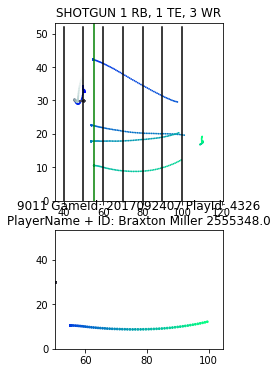 SHOTGUN 1 RB, 1 TE, 3 WR
50
40
30
20
10
0
40 60 80 100 120
9011 GameId: 2017092407 PlayId: 4326
PlayerName + ID: Braxton Miller 2555348.0
40
20
0
60 80 100